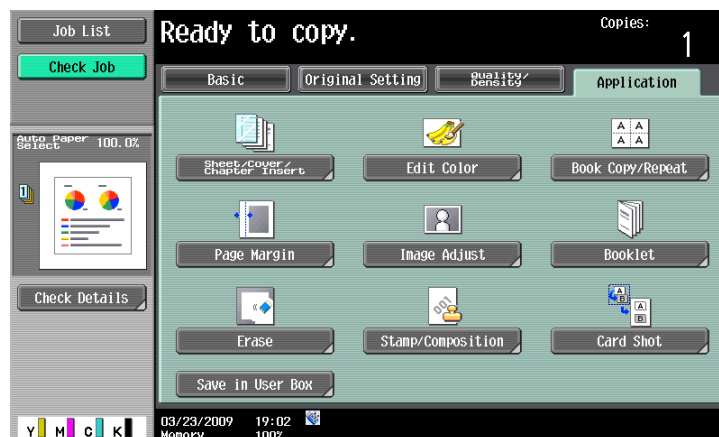 Job List
Check Job
Ready to copy.
Copies:
1
Basic
Original Setting
Quality/
Density
Application
Auto Paper
Select
100.0%
1
Sheet/Cover/
Chapter Insert
Edit Color
A A
A A
Book Copy/Repeat
Page Margin
Image Adjust
Booklet
Check Details
Erase
001
Stamp/Composition
A
B
A
B
Card Shot
Save in User Box
Y M C K
03/23/2009 19:02
Memory 100%